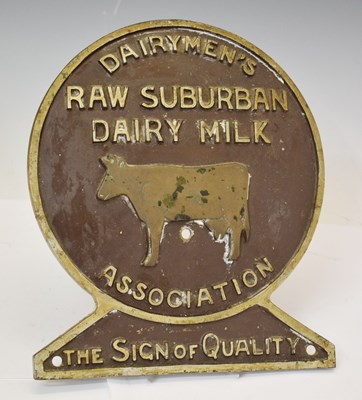 DAIRYMEN'S
RAW SUBURBAN
DAIRY MILK
ASSOCIATION
THE SIGN OF QUALITY